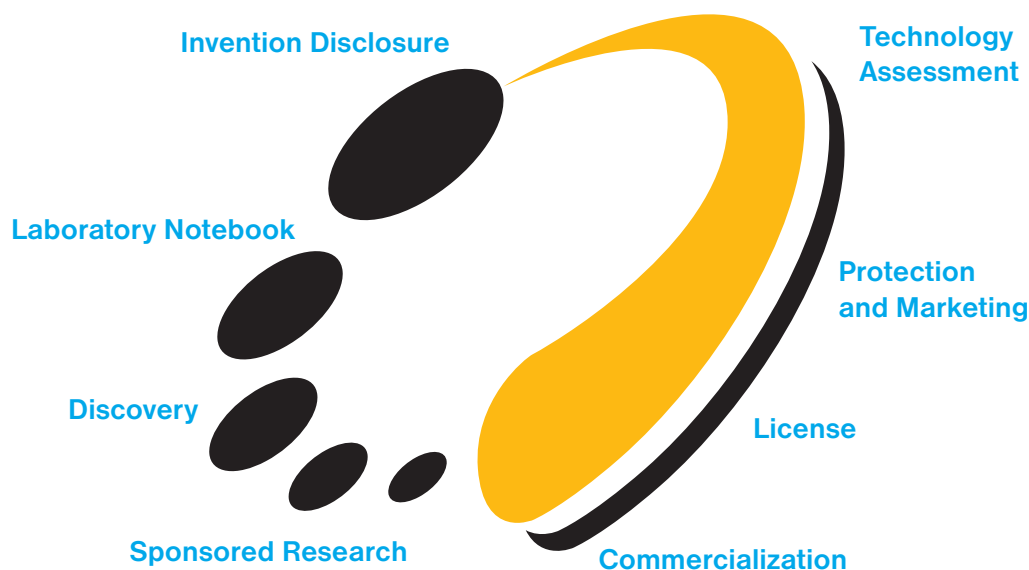 Invention Disclosure
Technology
Assessment
Laboratory Notebook
Protection
and Marketing
Discovery
License
Sponsored Research
Commercialization